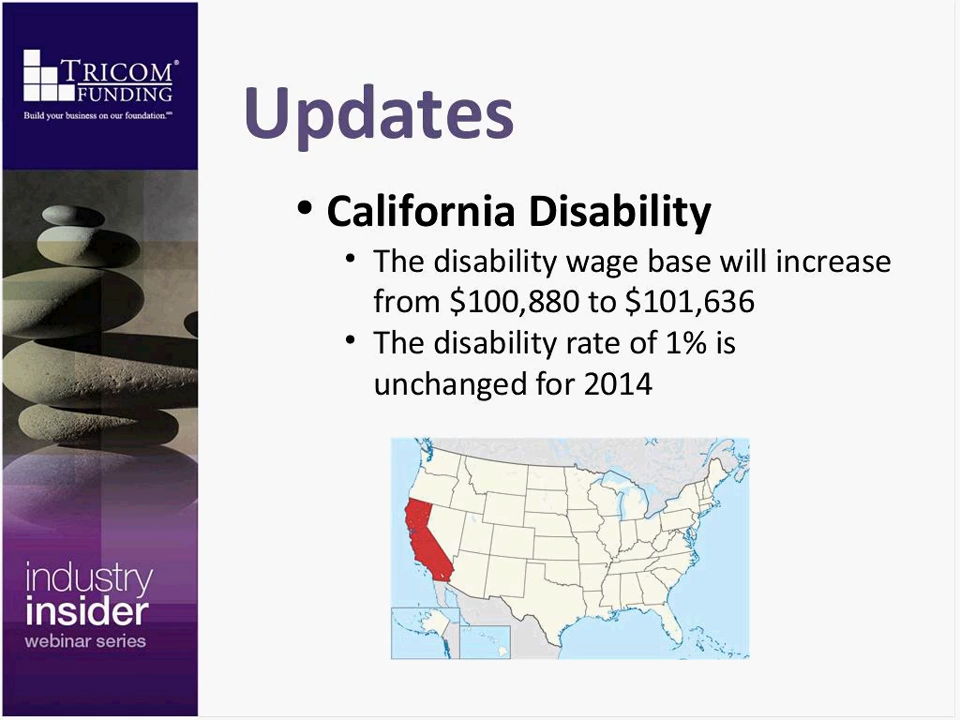 TRICOM®
FUNDING
Build your business on our foundation.℠
Updates
• California Disability
• The disability wage base will increase
from $100,880 to $101,636
• The disability rate of 1% is
unchanged for 2014
industry
insider
webinar series